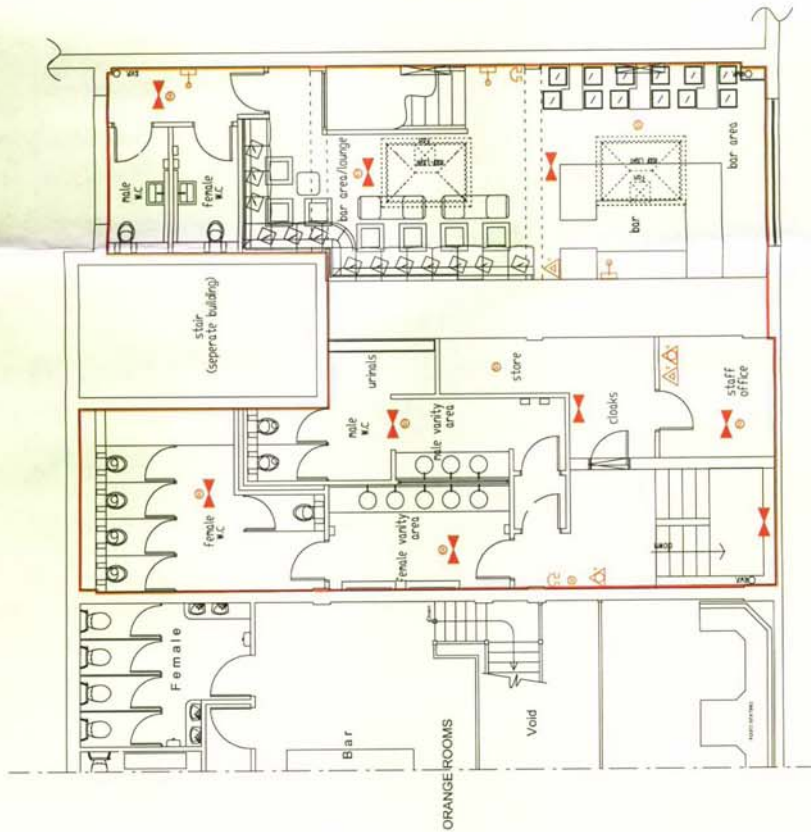 male
W.C
female
W.C
bar area/lounge
bar
bar area
stair
(seperate building)
urinals
store
male
W.C
male vanity
area
cloaks
staff
office
female
W.C
female vanity
area
down
Female
Bar
Void
ORANGE ROOMS